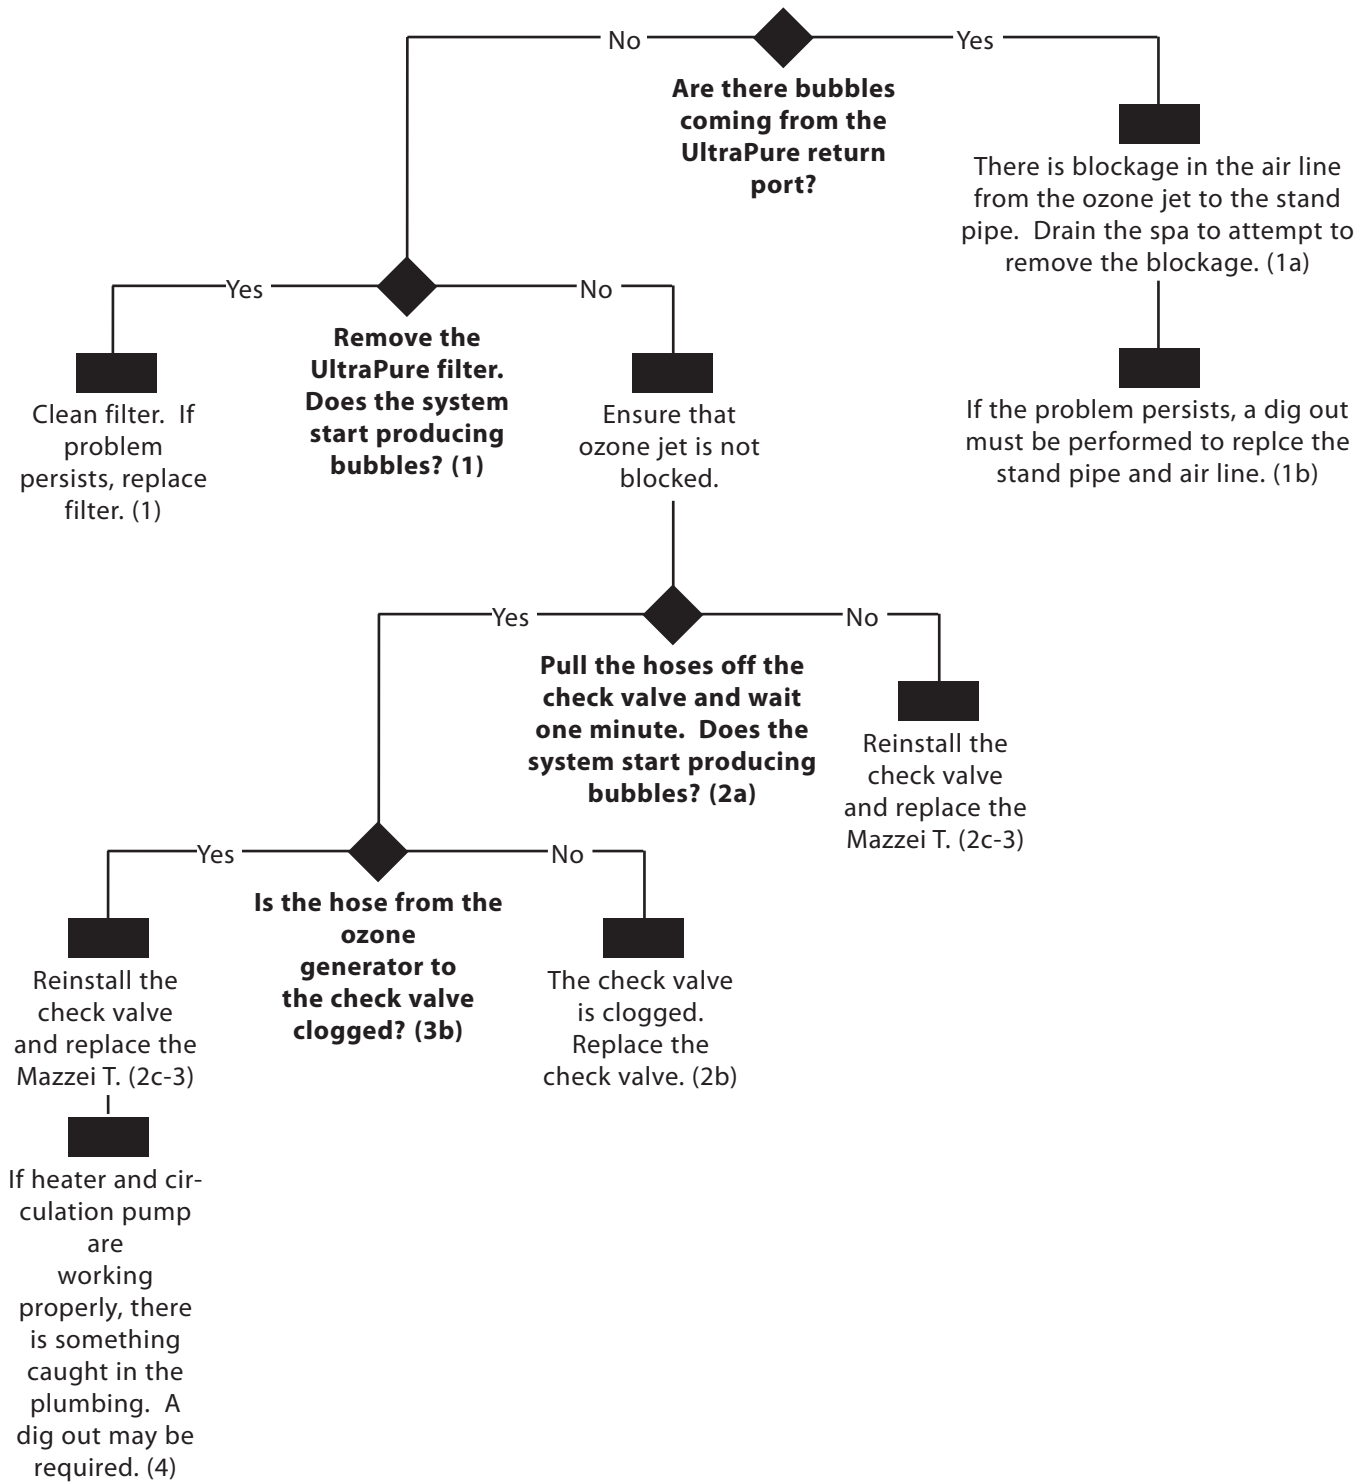 No
Yes
Are there bubbles
coming from the
UltraPure return
port?
There is blockage in the air line
from the ozone jet to the stand
pipe.  Drain the spa to attempt to
remove the blockage. (1a)
If the problem persists, a dig out
must be performed to replce the
stand pipe and air line. (1b)
Yes
No
Remove the
UltraPure filter.
Does the system
start producing
bubbles? (1)
Clean filter.  If
problem
persists, replace
filter. (1)
Ensure that
ozone jet is not
blocked.
Yes
No
Pull the hoses off the
check valve and wait
one minute.  Does the
system start producing
bubbles? (2a)
Reinstall the
check valve
and replace the
Mazzei T. (2c-3)
Yes
No
Is the hose from the
ozone
generator to
the check valve
clogged? (3b)
Reinstall the
check valve
and replace the
Mazzei T. (2c-3)
The check valve
is clogged.
Replace the
check valve. (2b)
If heater and cir-
culation pump
are
working
properly, there
is something
caught in the
plumbing.  A
dig out may be
required. (4)